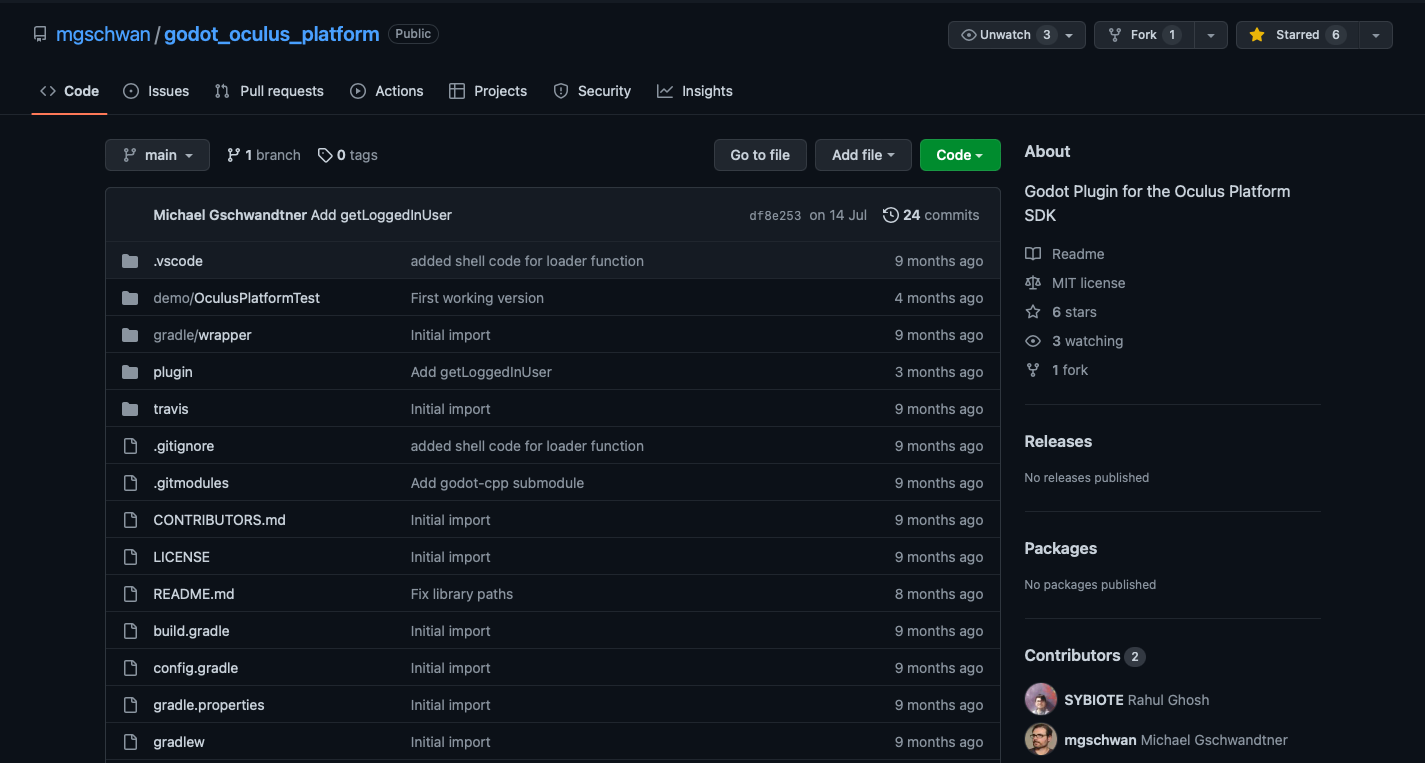 mgschwan / godot_oculus_platform Public
Unwatch 3 Fork 1 Starred 6
Code Issues Pull requests Actions Projects Security Insights
main 1 branch 0 tags Go to file Add file Code
Michael Gschwandtner Add getLoggedInUser df8e253 on 14 Jul 24 commits
.vscode added shell code for loader function 9 months ago
demo/OculusPlatformTest First working version 4 months ago
gradle/wrapper Initial import 9 months ago
plugin Add getLoggedInUser 3 months ago
travis Initial import 9 months ago
.gitignore added shell code for loader function 9 months ago
.gitmodules Add godot-cpp submodule 9 months ago
CONTRIBUTORS.md Initial import 9 months ago
LICENSE Initial import 9 months ago
README.md Fix library paths 8 months ago
build.gradle Initial import 9 months ago
config.gradle Initial import 9 months ago
gradle.properties Initial import 9 months ago
gradlew Initial import 9 months ago
About
Godot Plugin for the Oculus Platform
SDK
Readme
MIT license
6 stars
3 watching
1 fork
Releases
No releases published
Packages
No packages published
Contributors 2
SYBIOTE Rahul Ghosh
mgschwan Michael Gschwandtner